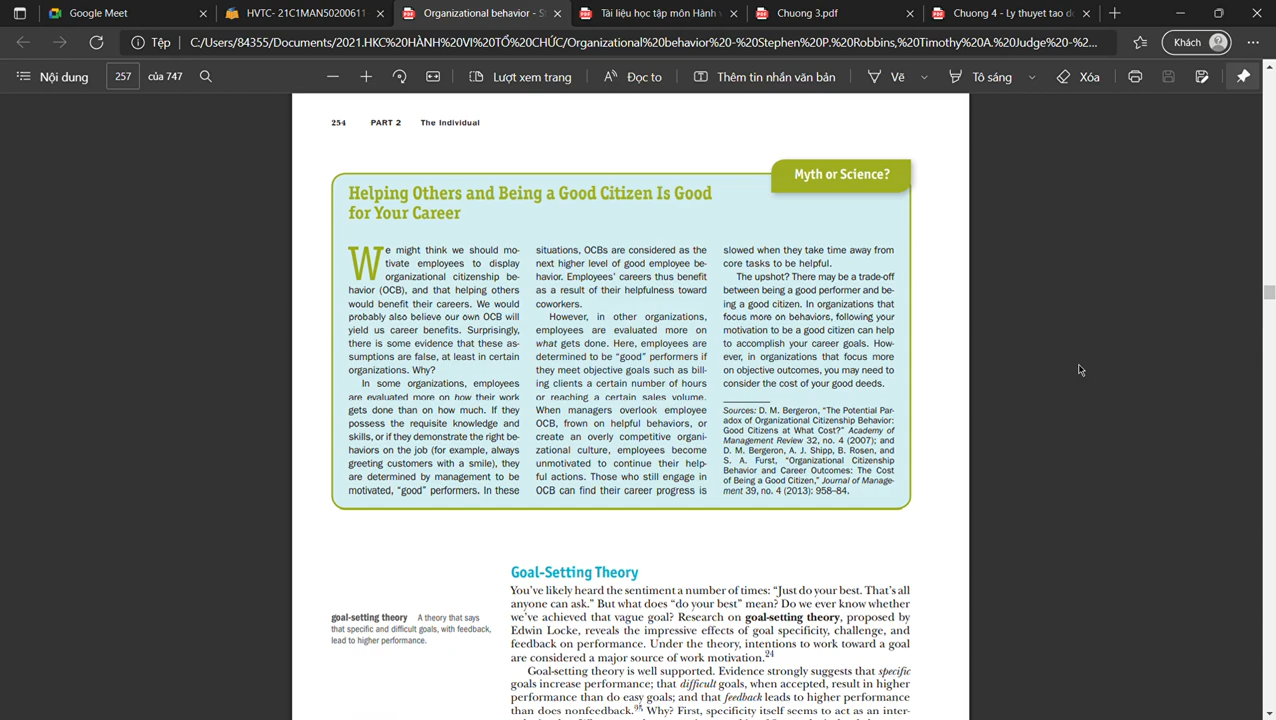 Google Meet
HVTC- 21C1MAN50200611
Organizational behavior - S
Tài liệu học tập môn Hành v
Chuong 3.pdf
Chuong 4 - Ly thuyet tao d
Tệp
C:/Users/84355/Documents/2021.HKC%20HÀNH%20VI%20TỔ%20CHỨC/Organizational%20behavior%20-%20Stephen%20P.%20Robbins,%20Timothy%20A.%20Judge%20-%2...
Khách
Nội dung
257
của 747
Lượt xem trang
Đọc to
Thêm tin nhắn văn bản
Vẽ
Tô sáng
Xóa
254 PART 2 The Individual
Myth or Science?
Helping Others and Being a Good Citizen Is Good
for Your Career
We might think we should mo-
tivate employees to display
organizational citizenship be-
havior (OCB), and that helping others
would benefit their careers. We would
probably also believe our own OCB will
yield us career benefits. Surprisingly,
there is some evidence that these as-
sumptions are false, at least in certain
organizations. Why?
In some organizations, employees
are evaluated more on how their work
gets done than on how much. If they
possess the requisite knowledge and
skills, or if they demonstrate the right be-
haviors on the job (for example, always
greeting customers with a smile), they
are determined by management to be
motivated, “good” performers. In these
situations, OCBs are considered as the
next higher level of good employee be-
havior. Employees’ careers thus benefit
as a result of their helpfulness toward
coworkers.
However, in other organizations,
employees are evaluated more on
what gets done. Here, employees are
determined to be “good” performers if
they meet objective goals such as bill-
ing clients a certain number of hours
or reaching a certain sales volume.
When managers overlook employee
OCB, frown on helpful behaviors, or
create an overly competitive organi-
zational culture, employees become
unmotivated to continue their help-
ful actions. Those who still engage in
OCB can find their career progress is
slowed when they take time away from
core tasks to be helpful.
The upshot? There may be a trade-off
between being a good performer and be-
ing a good citizen. In organizations that
focus more on behaviors, following your
motivation to be a good citizen can help
to accomplish your career goals. How-
ever, in organizations that focus more
on objective outcomes, you may need to
consider the cost of your good deeds.
Sources: D. M. Bergeron, “The Potential Par-
adox of Organizational Citizenship Behavior:
Good Citizens at What Cost?” Academy of
Management Review 32, no. 4 (2007); and
D. M. Bergeron, A. J. Shipp, B. Rosen, and
S. A. Furst, “Organizational Citizenship
Behavior and Career Outcomes: The Cost
of Being a Good Citizen,” Journal of Manage-
ment 39, no. 4 (2013): 958–84.
Goal-Setting Theory
You’ve likely heard the sentiment a number of times: “Just do your best. That’s all
anyone can ask.” But what does “do your best” mean? Do we ever know whether
we’ve achieved that vague goal? Research on goal-setting theory, proposed by
Edwin Locke, reveals the impressive effects of goal specificity, challenge, and
feedback on performance. Under the theory, intentions to work toward a goal
are considered a major source of work motivation.24
Goal-setting theory is well supported. Evidence strongly suggests that specific
goals increase performance; that difficult goals, when accepted, result in higher
performance than do easy goals; and that feedback leads to higher performance
than does nonfeedback. Why? First, specificity itself seems to act as an inter-
goal-setting theory A theory that says
that specific and difficult goals, with feedback,
lead to higher performance.